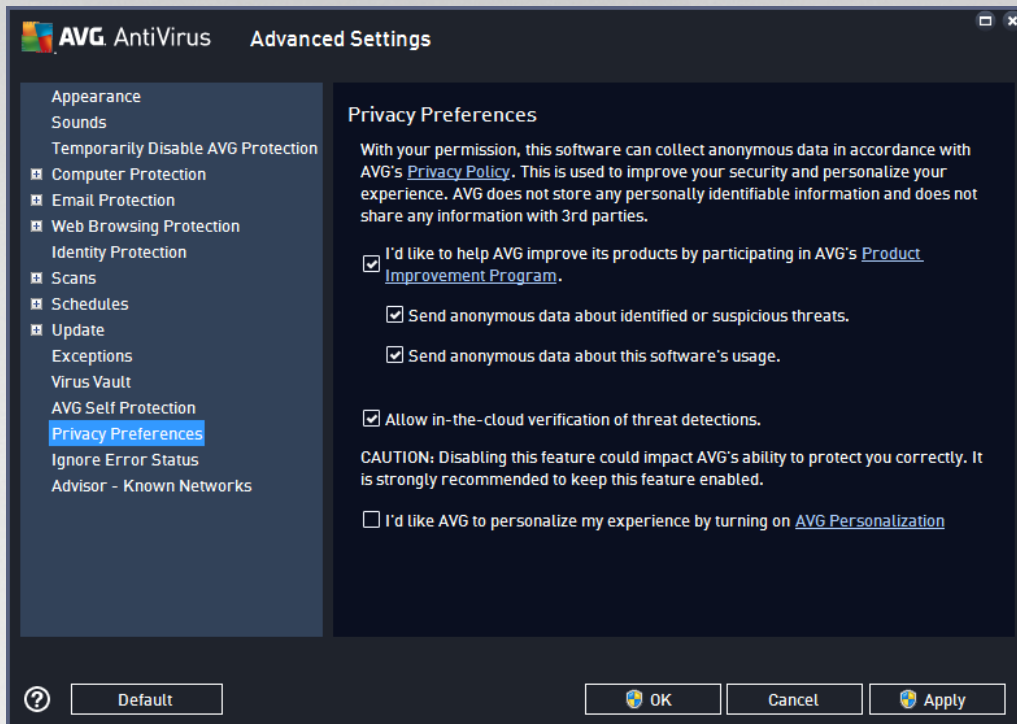 AVG AntiVirus Advanced Settings
Appearance
Sounds
Temporarily Disable AVG Protection
Computer Protection
Email Protection
Web Browsing Protection
Identity Protection
Scans
Schedules
Update
Exceptions
Virus Vault
AVG Self Protection
Privacy Preferences
Ignore Error Status
Advisor - Known Networks
Privacy Preferences
With your permission, this software can collect anonymous data in accordance with
AVG's Privacy Policy. This is used to improve your security and personalize your
experience. AVG does not store any personally identifiable information and does not
share any information with 3rd parties.
I'd like to help AVG improve its products by participating in AVG's Product
Improvement Program.
Send anonymous data about identified or suspicious threats.
Send anonymous data about this software's usage.
Allow in-the-cloud verification of threat detections.
CAUTION: Disabling this feature could impact AVG's ability to protect you correctly. It
is strongly recommended to keep this feature enabled.
I'd like AVG to personalize my experience by turning on AVG Personalization
? Default OK Cancel Apply